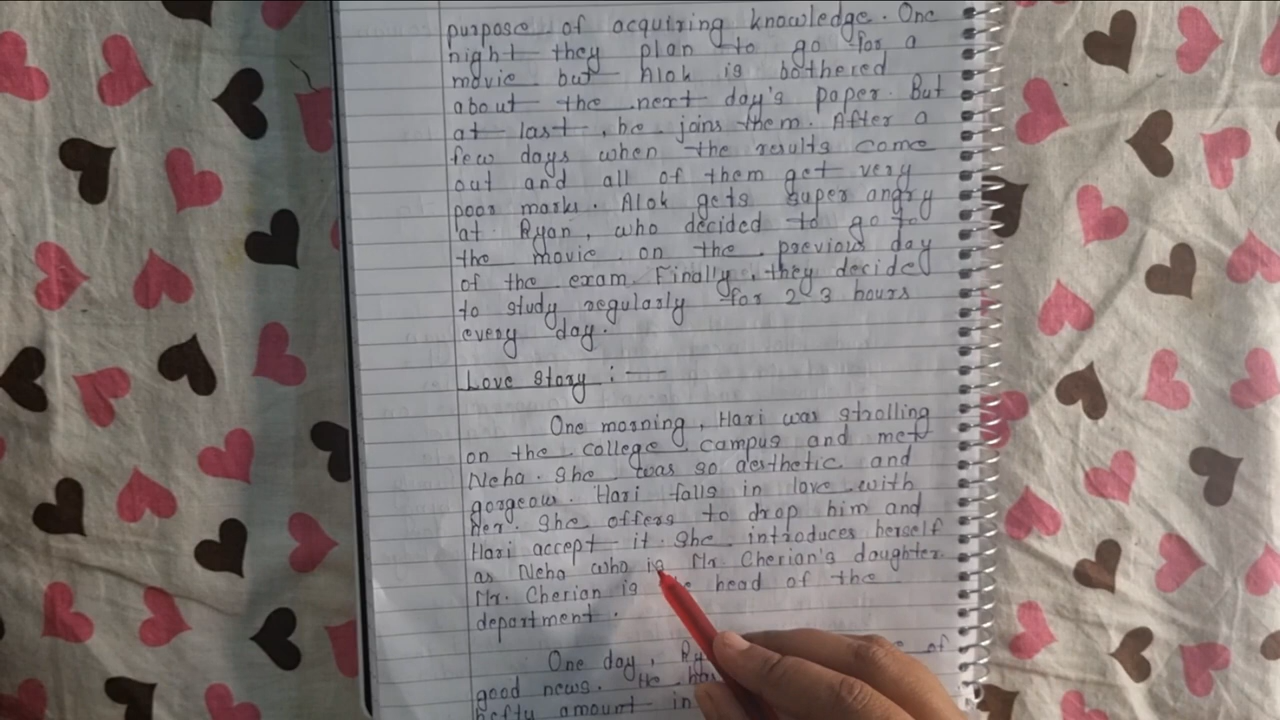 purpose of acquiring knowledge. One
night they plan to go for a
movie but Alok is bothered
about the next day's paper. But
at last, he joins them. After a
few days when the results come
out and all of them get very
poor marks. Alok gets super angry
at Ryan, who decided to go to
the movie on the previous day
of the exam. Finally, they decide
to study regularly for 2-3 hours
every day.
Love story :—
One morning, Hari was strolling
on the college campus and met
Neha. She was so aesthetic and
gorgeous. Hari falls in love with
her. She offers to drop him and
Hari accept it. She introduces herself
as Neha who is Mr. Cherian's daughter.
Mr. Cherian is head of the
department.
One day, of
good news. He
hefty amount in